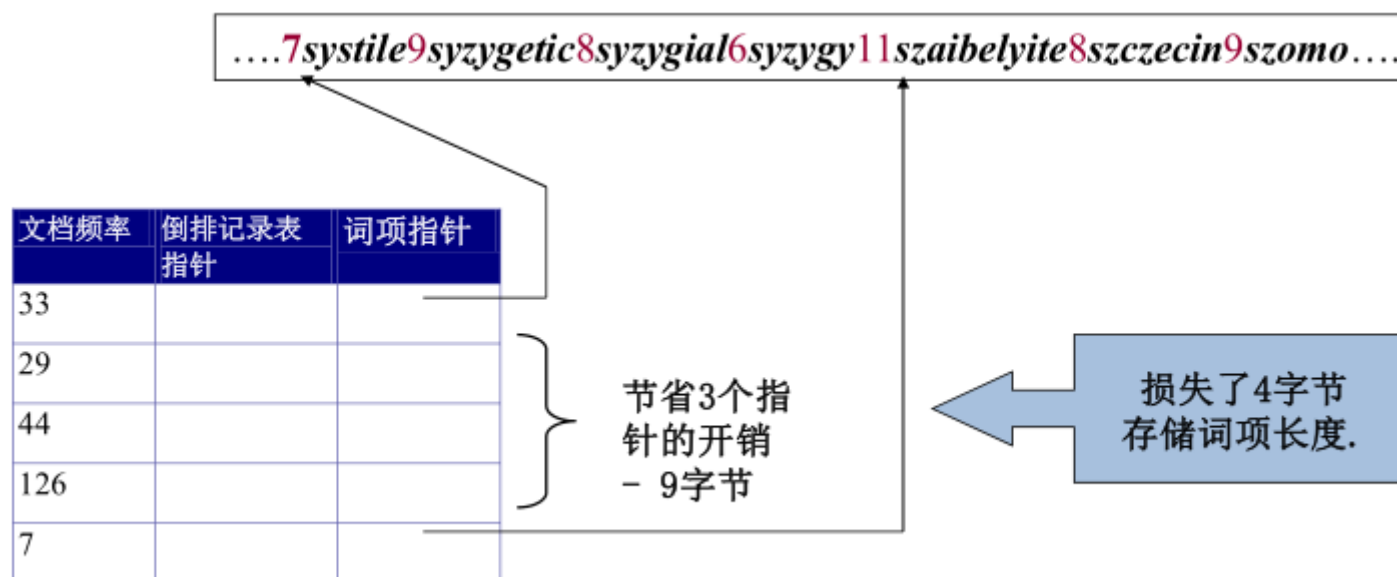 ….7systile9syzygetic8syzygial6syzygy11szaibelyite8szczecin9szomo….
文档频率 倒排记录表指针 词项指针
33
29
44
126
7
节省3个指
针的开销
- 9字节
损失了4字节
存储词项长度.